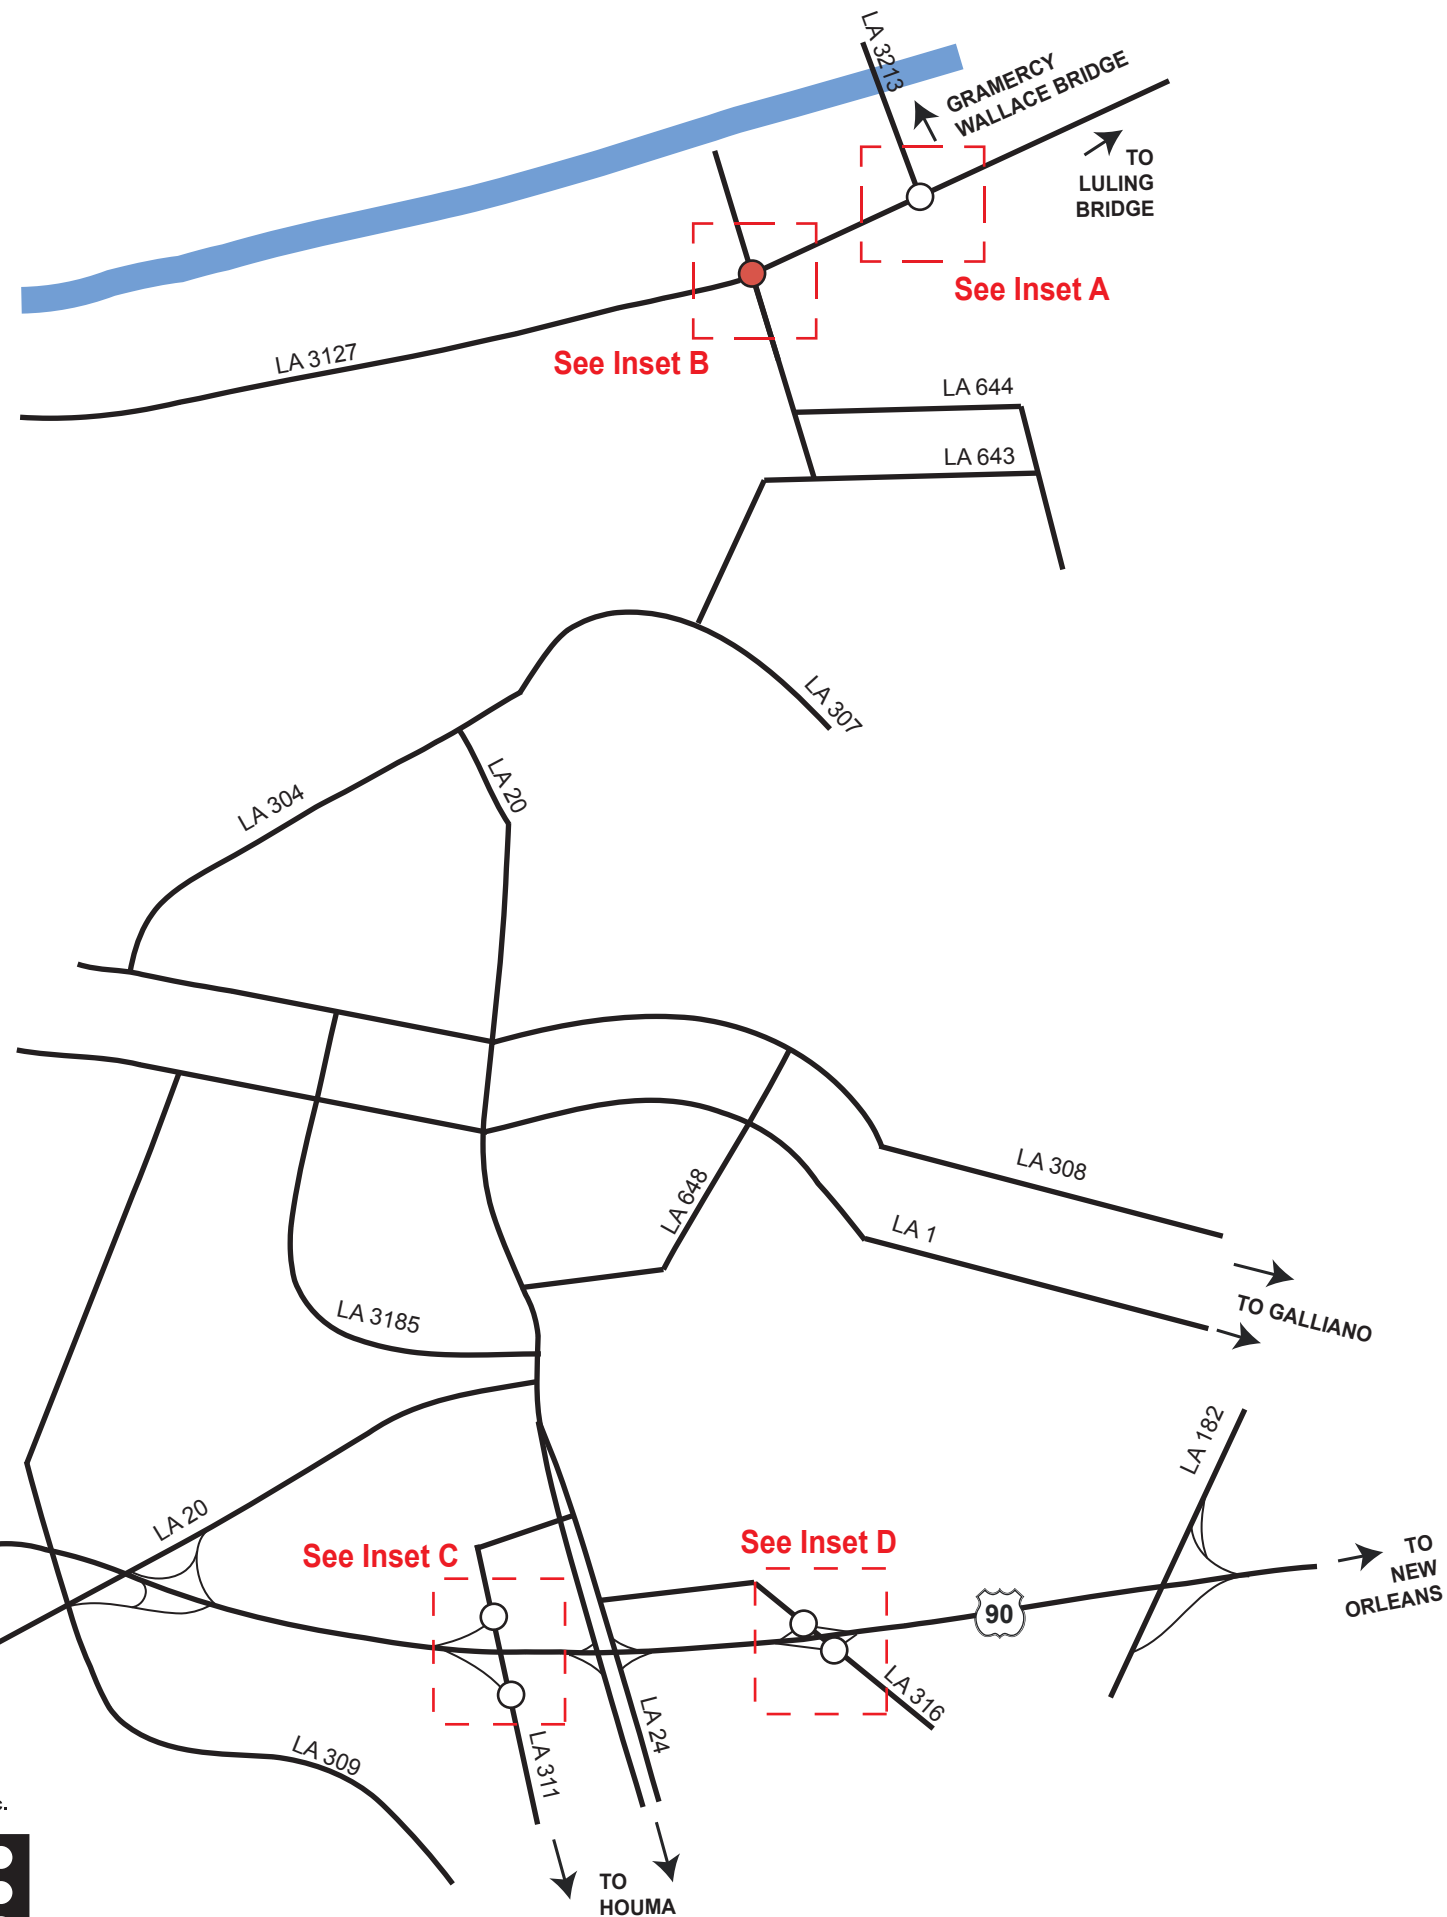 LA 3213
GRAMERCY
WALLACE BRIDGE
TO
LULING
BRIDGE
See Inset A
See Inset B
LA 3127
LA 644
LA 643
LA 307
LA 20
LA 304
LA 308
LA 648
LA 1
TO GALLIANO
LA 3185
LA 182
LA 20
See Inset C
See Inset D
TO
NEW
ORLEANS
90
LA 316
LA 24
LA 311
LA 309
TO
HOUMA